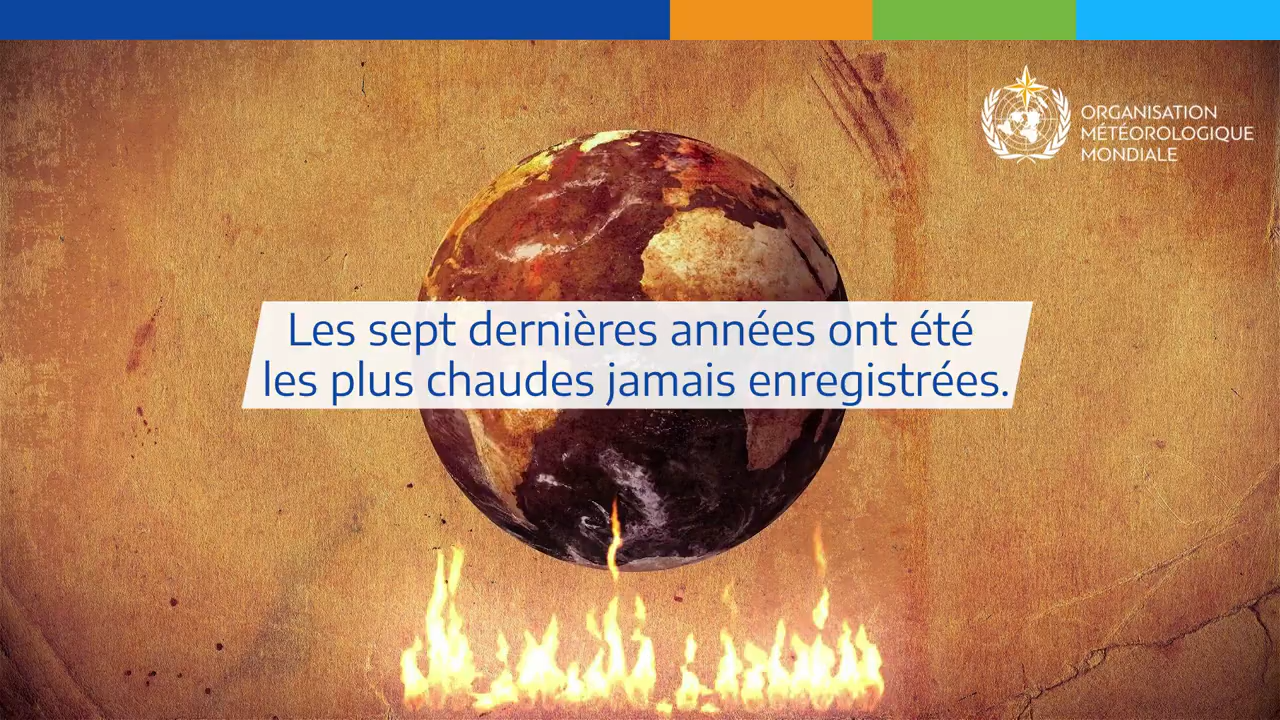 ORGANISATION
MÉTÉOROLOGIQUE
MONDIALE
Les sept dernières années ont été
les plus chaudes jamais enregistrées.